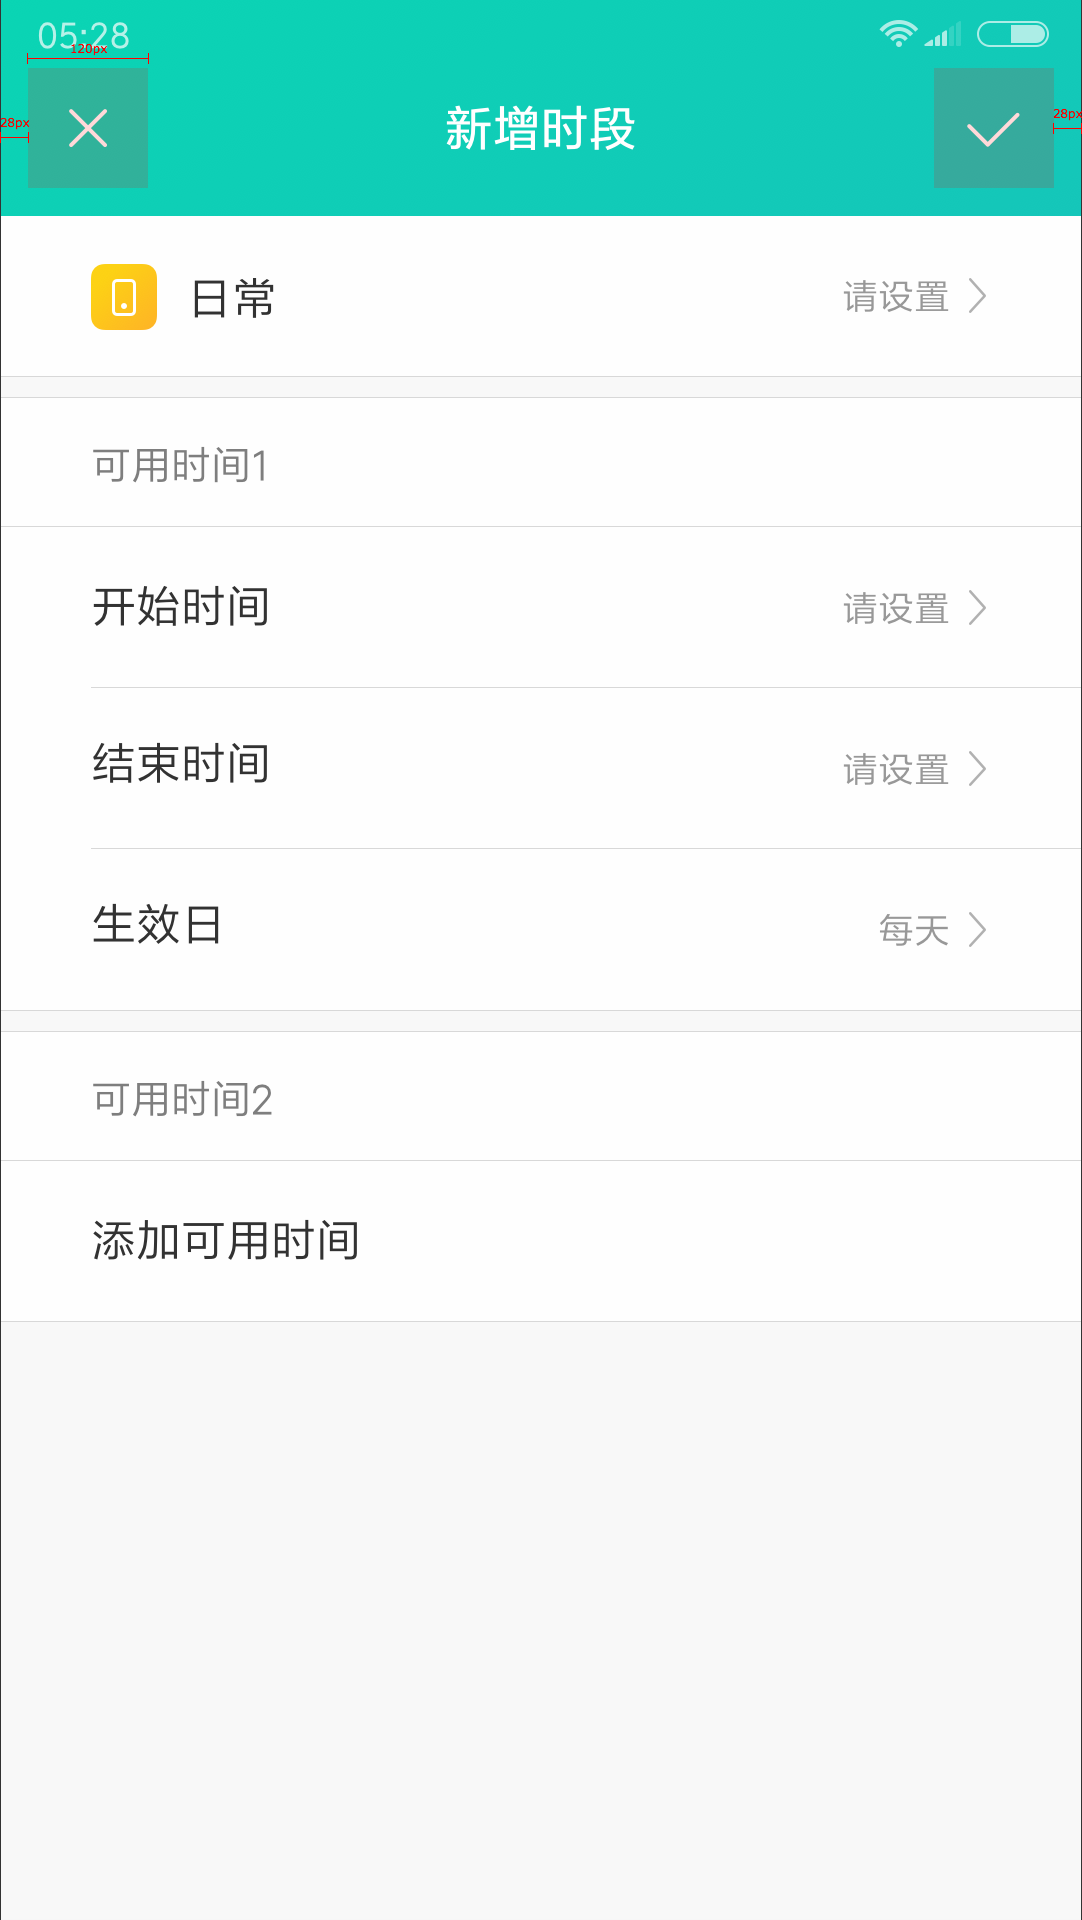 05:28
120px
28px
新增时段
28px
日常
请设置
可用时间1
开始时间
请设置
结束时间
请设置
生效日
每天
可用时间2
添加可用时间